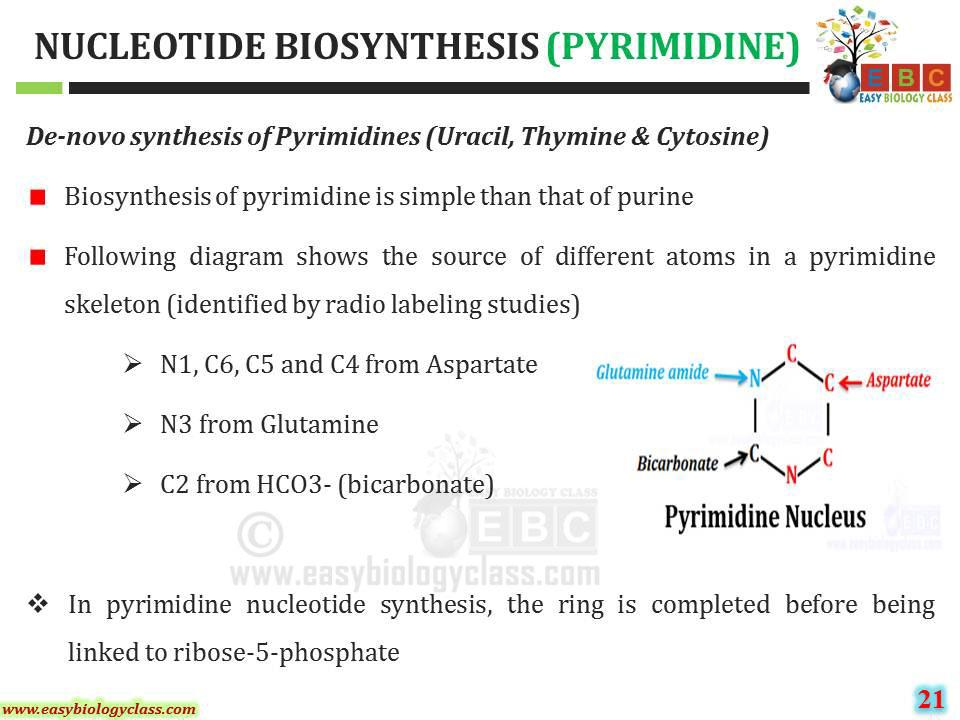 NUCLEOTIDE BIOSYNTHESIS (PYRIMIDINE)
E B C
EASY BIOLOGY CLASS
De-novo synthesis of Pyrimidines (Uracil, Thymine & Cytosine)
Biosynthesis of pyrimidine is simple than that of purine
Following diagram shows the source of different atoms in a pyrimidine
skeleton (identified by radio labeling studies)
N1, C6, C5 and C4 from Aspartate
N3 from Glutamine
C2 from HCO3- (bicarbonate)
C
Glutamine amide N C Aspartate
Bicarbonate C C
N
Pyrimidine Nucleus
BIOLOGY CLASS
© EBC
www.easybiologyclass.com
In pyrimidine nucleotide synthesis, the ring is completed before being
linked to ribose-5-phosphate
www.easybiologyclass.com
21